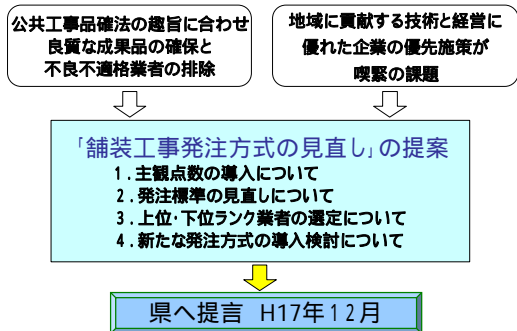 公共工事品確法の趣旨に合わせ
良質な成果品の確保と
不良不適格業者の排除
地域に貢献する技術と経営に
優れた企業の優先施策が
喫緊の課題
「舗装工事発注方式の見直し」の提案
1．主観点数の導入について
2．発注標準の見直しについて
3．上位・下位ランク業者の選定について
4．新たな発注方式の導入検討について
県へ提言 H17年12月